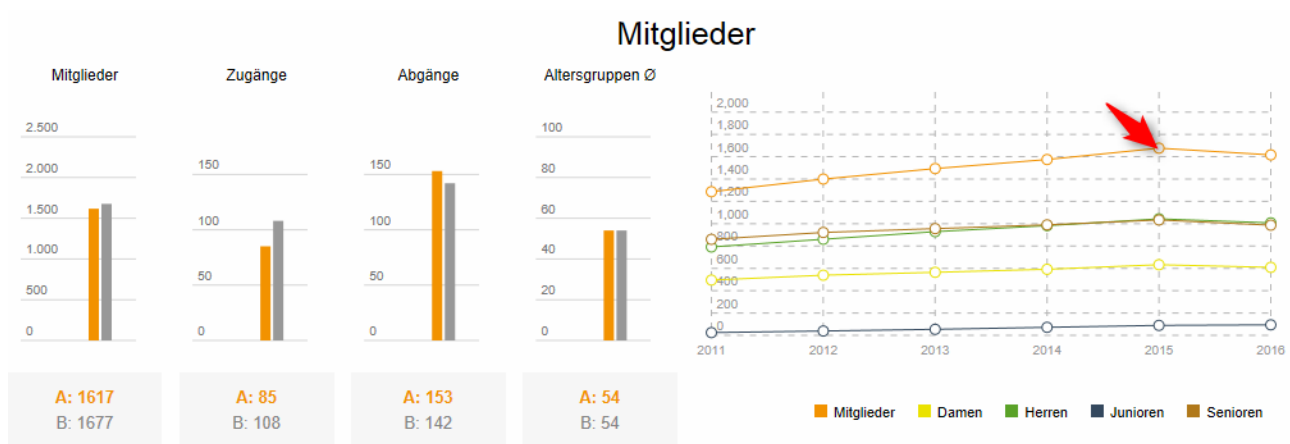 Mitglieder
Mitglieder
Zugänge
Abgänge
Altersgruppen Ø
2.500
2.000
1.500
1.000
500
0
150
100
50
0
150
100
50
0
100
80
60
40
20
0
2,000
1,800
1,600
1,400
1,200
1,000
800
600
400
200
0
2011 2012 2013 2014 2015 2016
A: 1617
B: 1677
A: 85
B: 108
A: 153
B: 142
A: 54
B: 54
Mitglieder Damen Herren Junioren Senioren